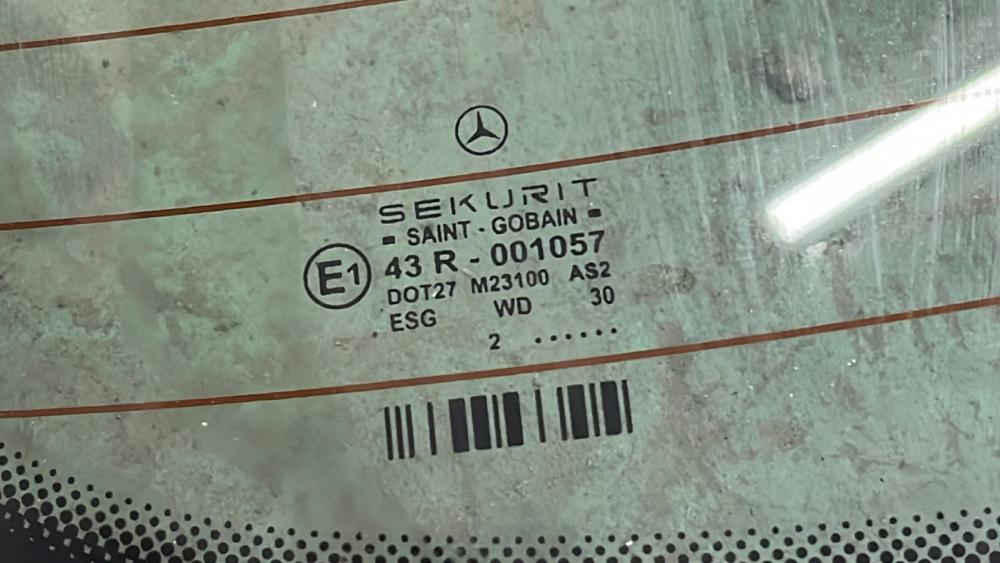 SEKURIT
SAINT - GOBAIN
E1
43 R - 001057
DOT27 M23100 AS2
ESG WD 30
2 ......